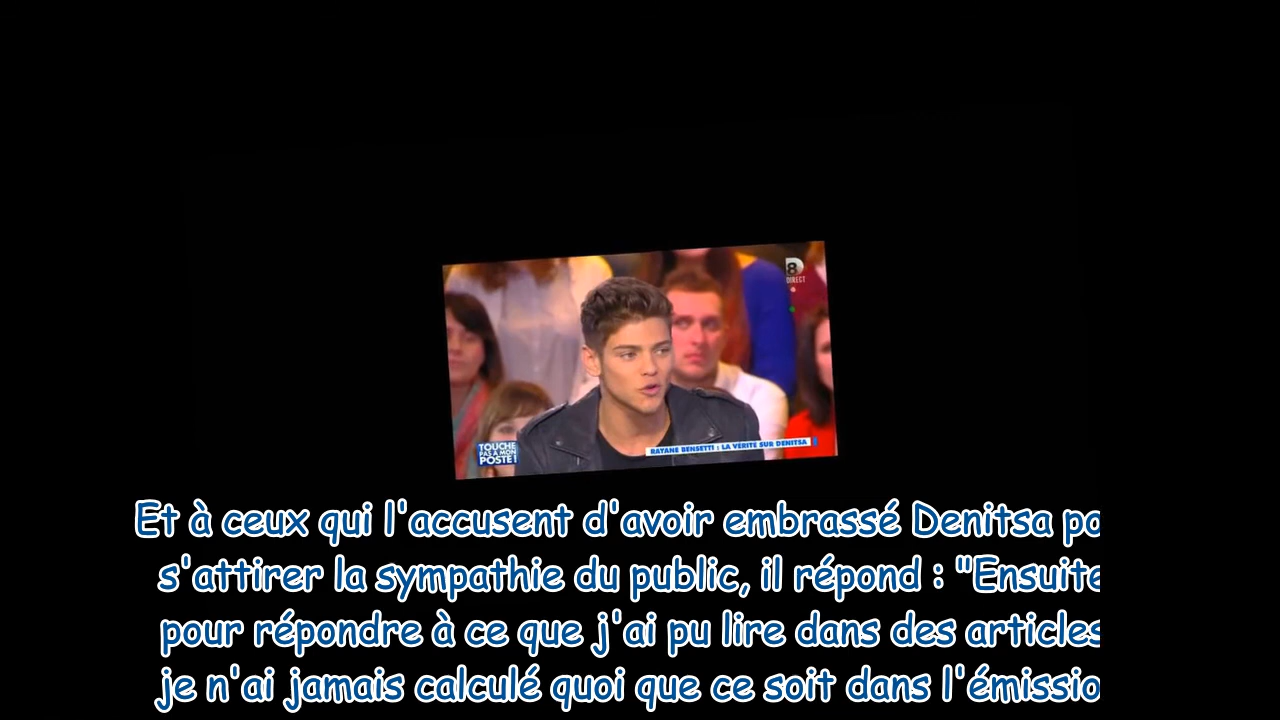 8
DIRECT
TOUCHE
PAS À MON
POSTE!
RAYANE BENSETTI : LA VÉRITÉ SUR DENITSA
Et à ceux qui l'accusent d'avoir embrassé Denitsa po
s'attirer la sympathie du public, il répond : "Ensuite
pour répondre à ce que j'ai pu lire dans des articles
je n'ai jamais calculé quoi que ce soit dans l'émissio